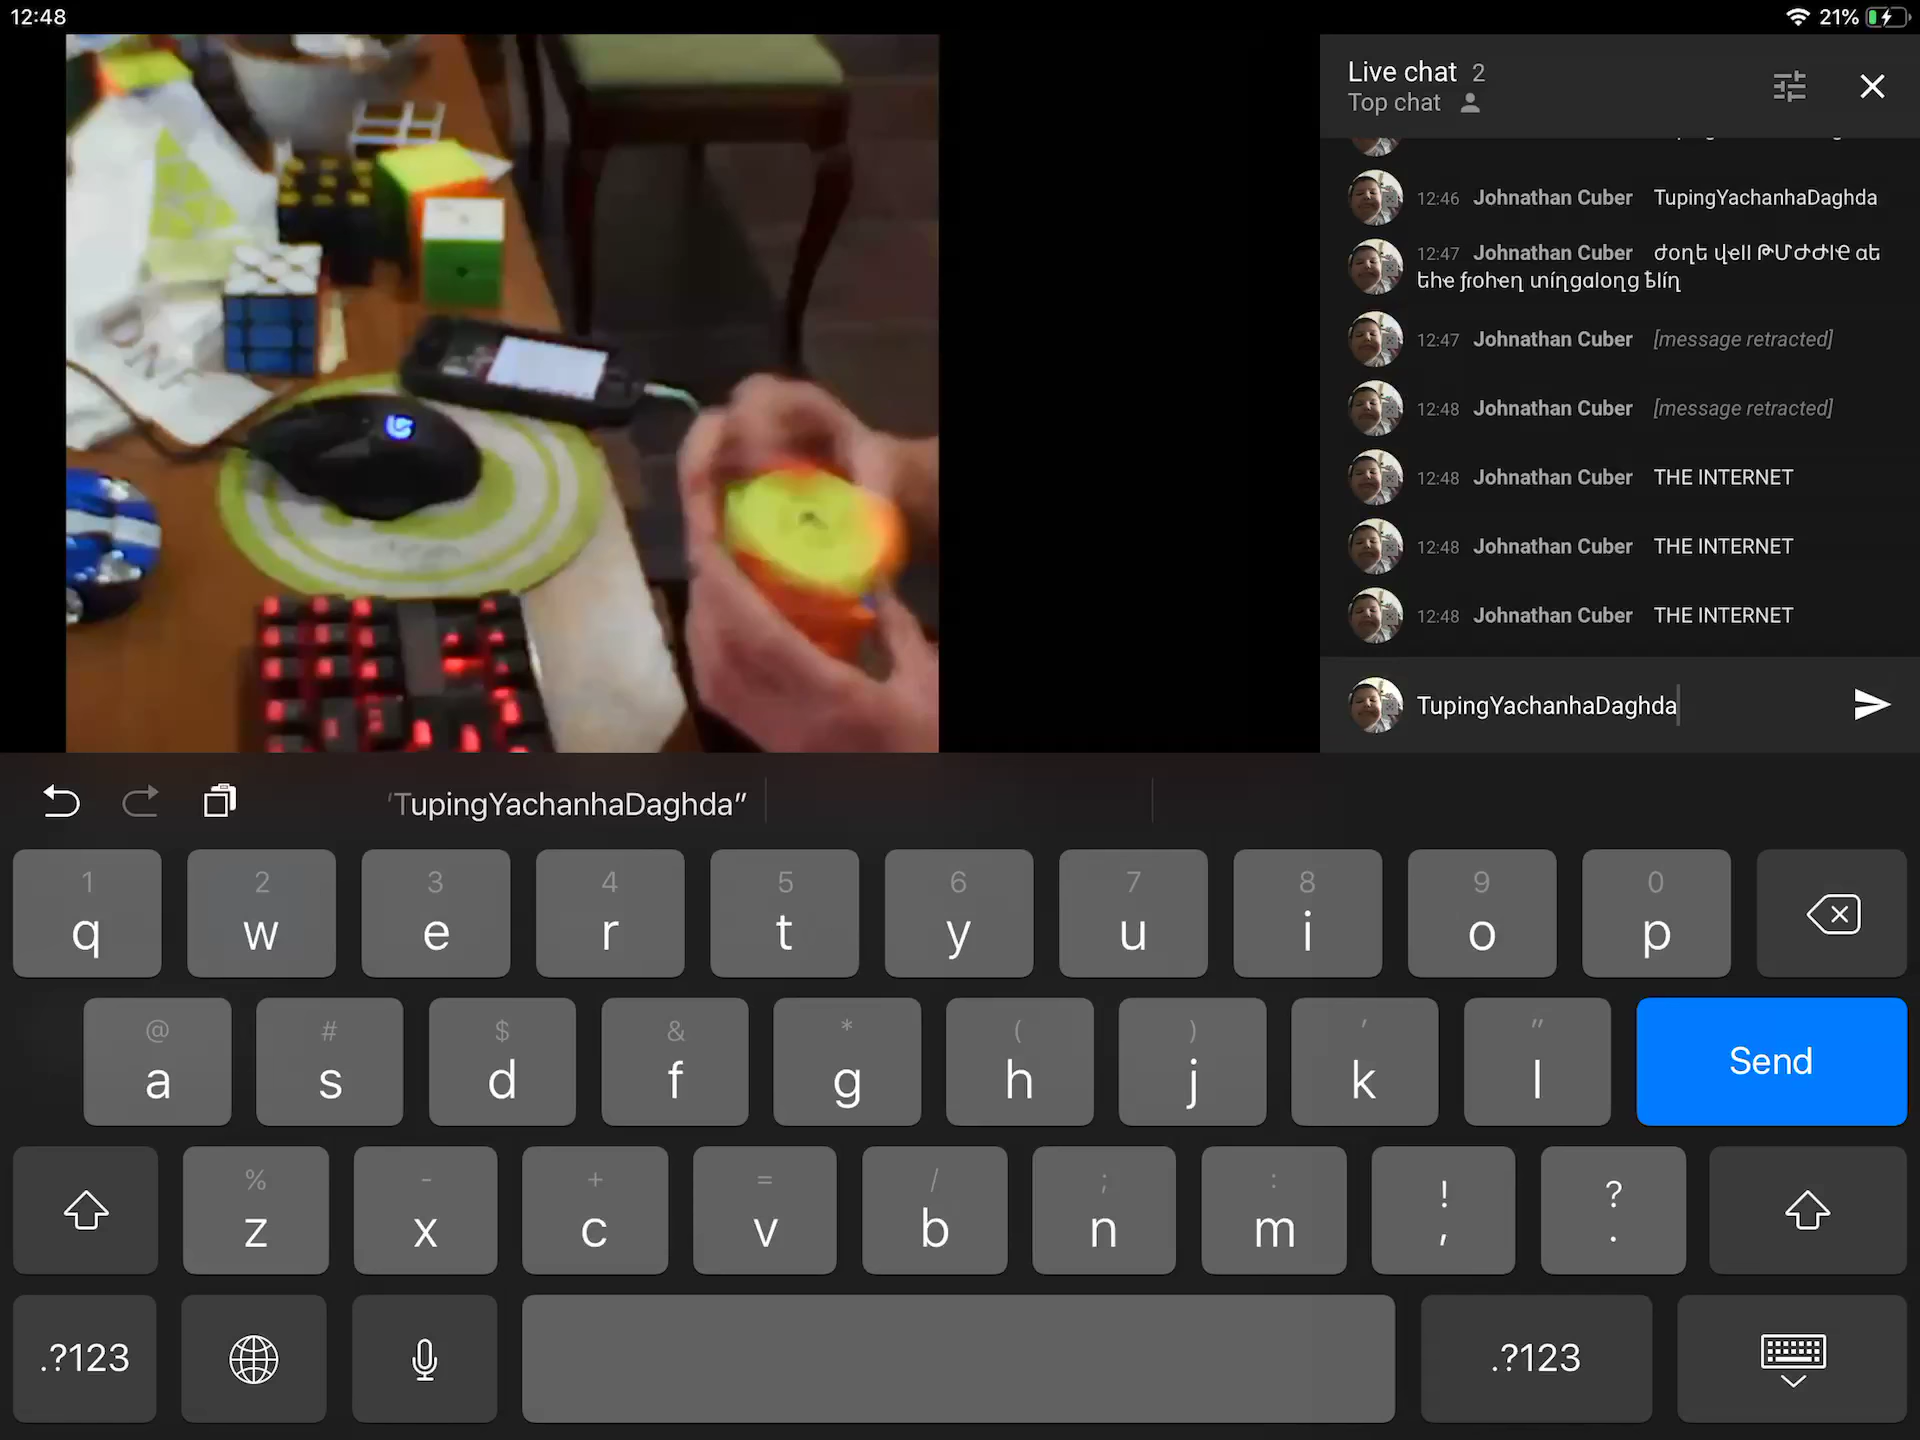 12:48
21%
Live chat 2
Top chat
12:46 Johnathan Cuber TupingYachanhaDaghda
12:47 Johnathan Cuber
12:47 Johnathan Cuber [message retracted]
12:48 Johnathan Cuber [message retracted]
12:48 Johnathan Cuber THE INTERNET
12:48 Johnathan Cuber THE INTERNET
12:48 Johnathan Cuber THE INTERNET
TupingYachanhaDaghda
'TupingYachanhaDaghda"
1 2 3 4 5 6 7 8 9 0
q w e r t y u i o p
@ # $ & * ( ) ' "
a s d f g h j k l Send
% - + = / ; : ! ?
z x c v b n m , .
.?123 .?123